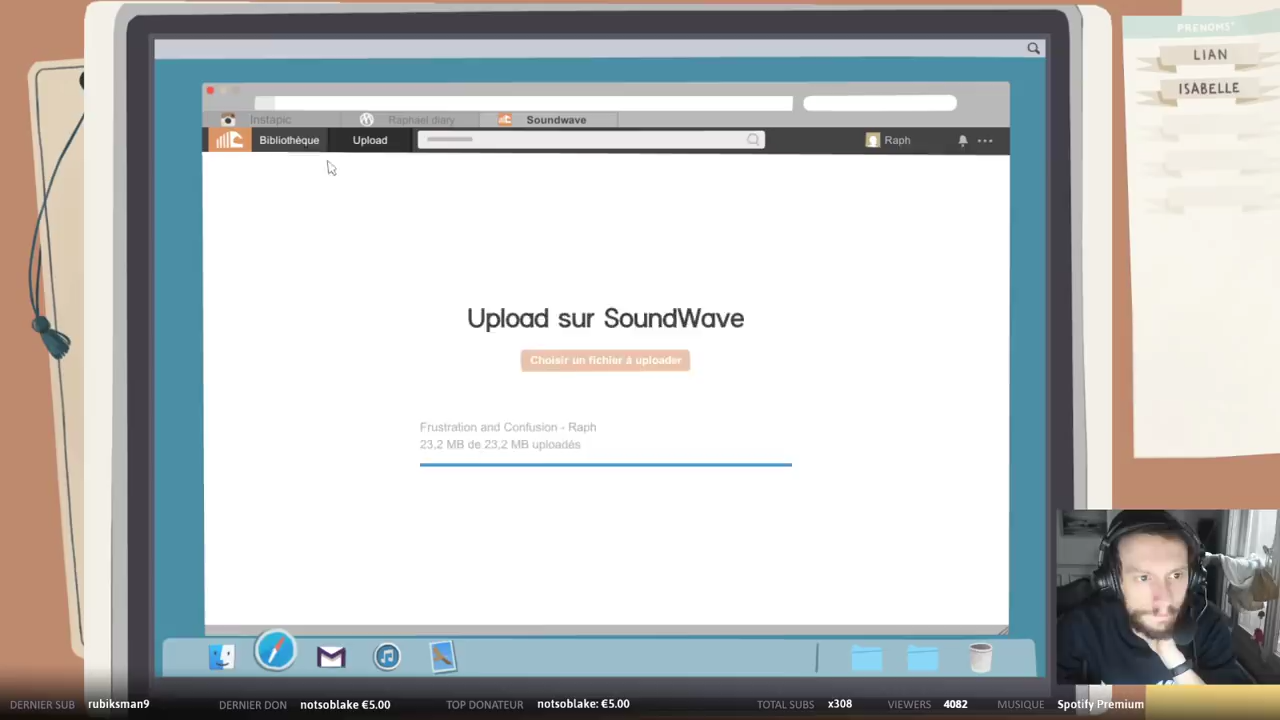 PRENOMS*
LIAN
ISABELLE
Instapic
Raphael diary
Soundwave
Bibliothèque
Upload
Raph
Upload sur SoundWave
Choisir un fichier à uploader
Frustration and Confusion - Raph
23,2 MB de 23,2 MB uploadés
DERNIER SUB rubiksman9 DERNIER DON notsoblake €5.00 TOP DONATEUR notsoblake: €5.00 TOTAL SUBS x308 VIEWERS 4082 MUSIQUE Spotify Premium